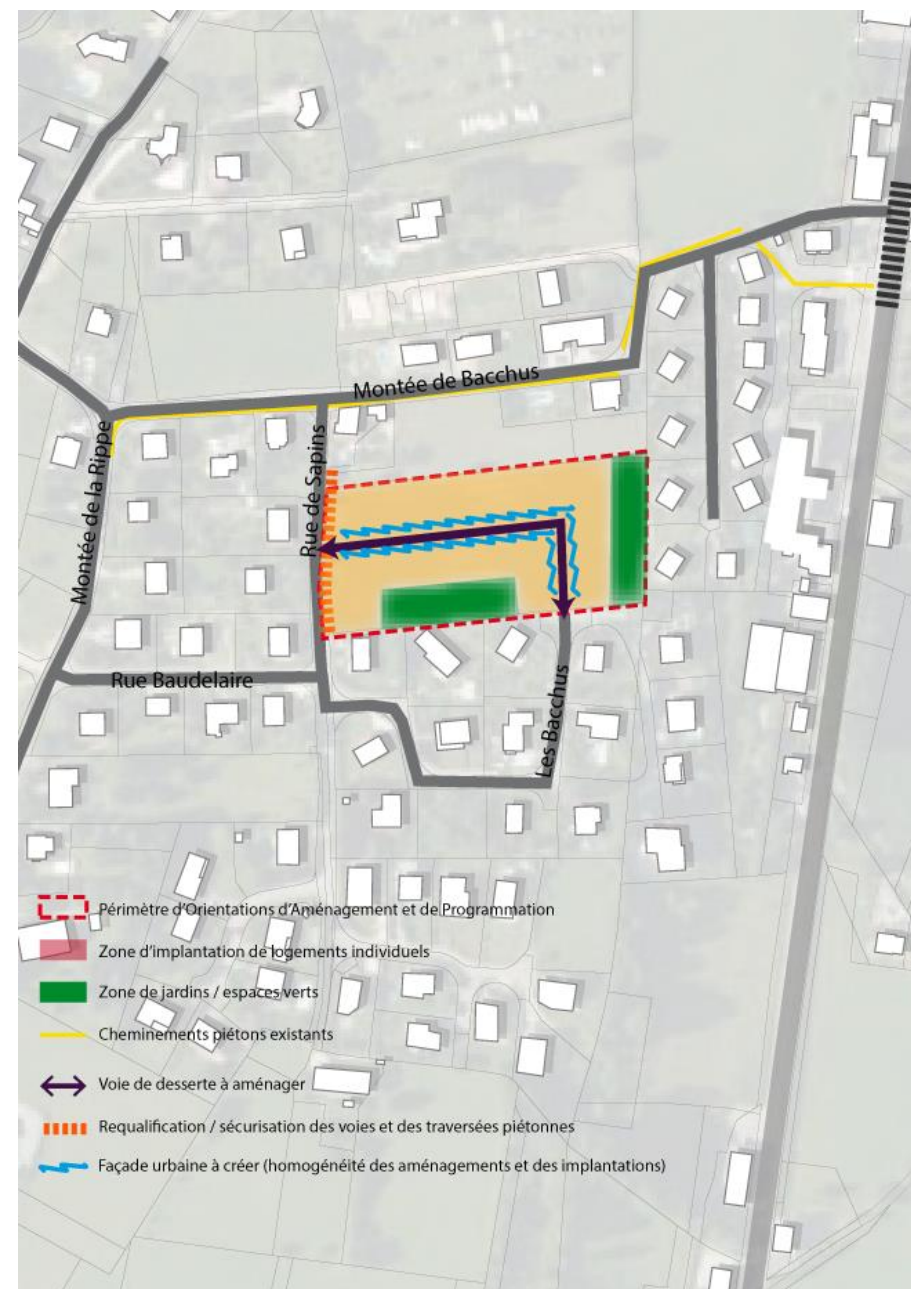 Montée de Bacchus
Montée de la Rippe
Rue de Sapins
Rue Baudelaire
Les Bacchus
Périmètre d'Orientations d'Aménagement et de Programmation
Zone d'implantation de logements individuels
Zone de jardins / espaces verts
Cheminements piétons existants
Voie de desserte à aménager
Requalification / sécurisation des voies et des traversées piétonnes
Façade urbaine à créer (homogénéité des aménagements et des implantations)